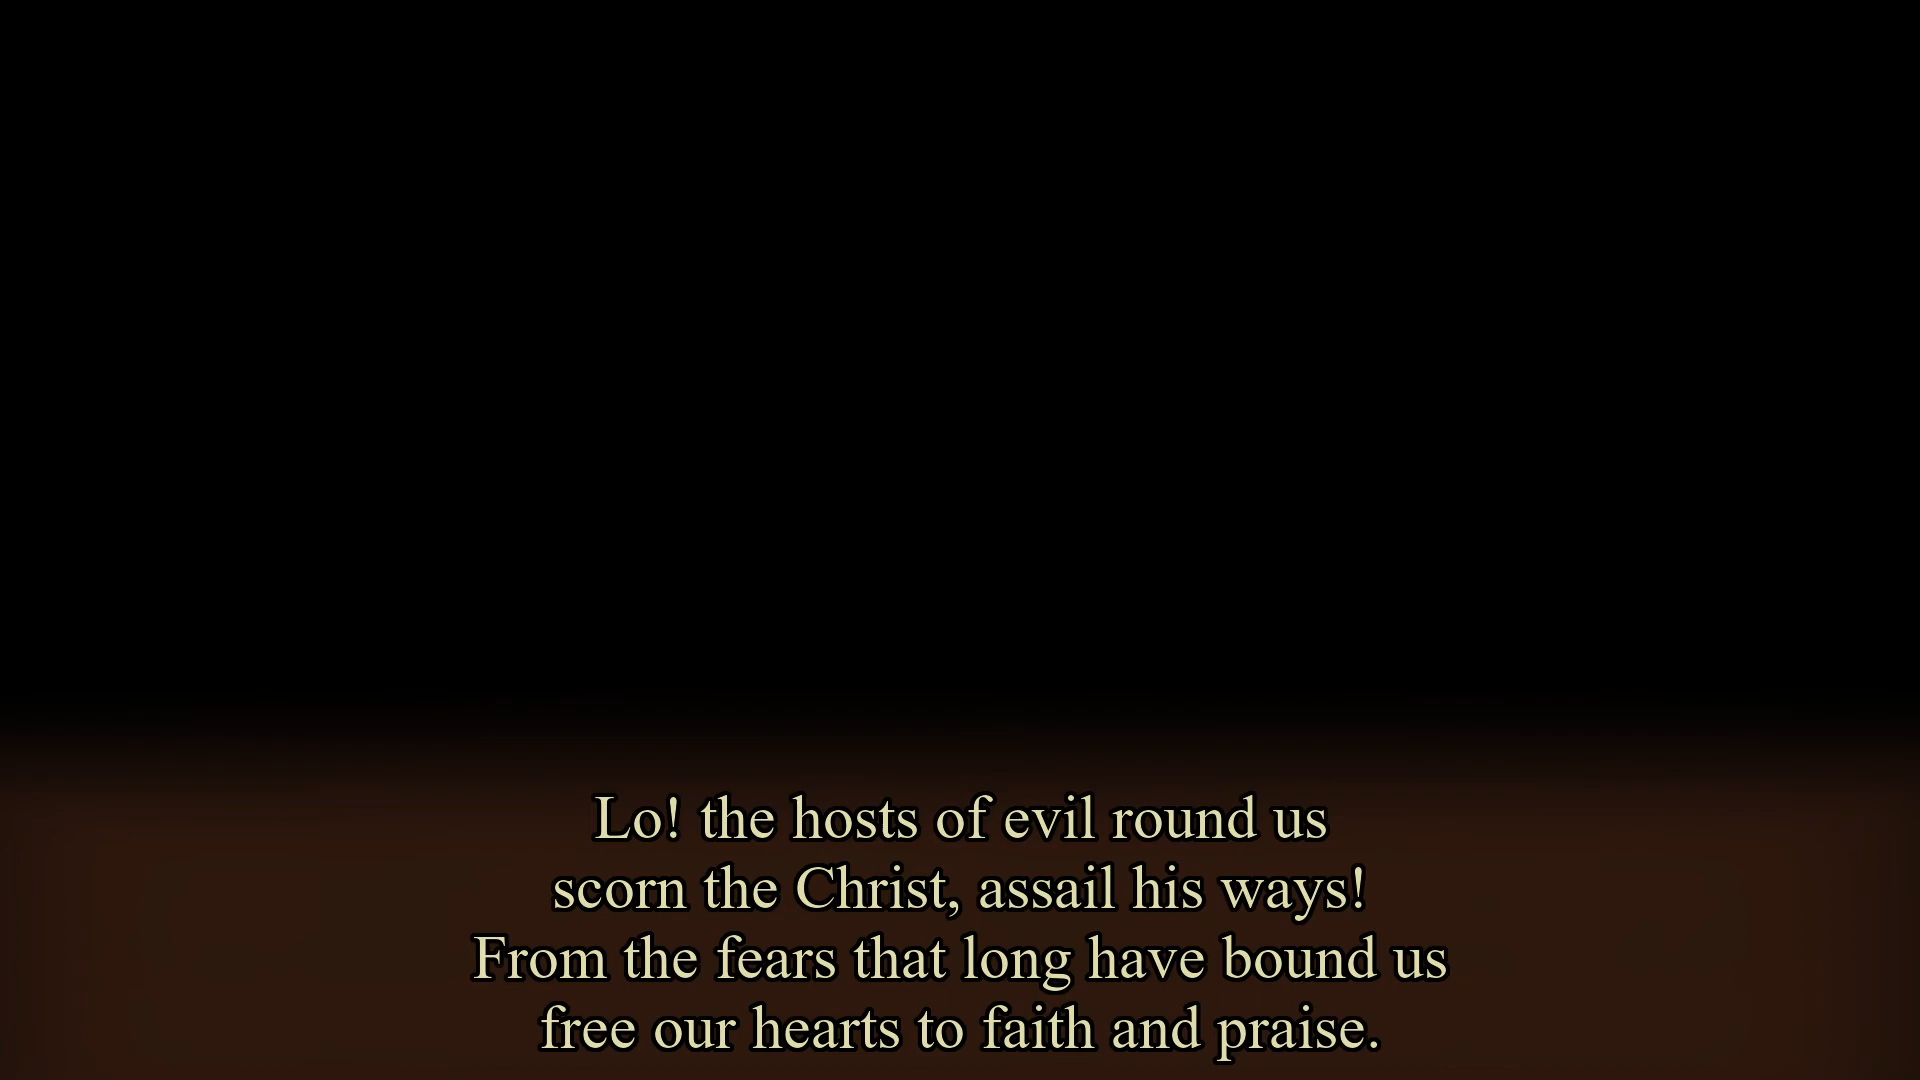 Lo! the hosts of evil round us
scorn the Christ, assail his ways!
From the fears that long have bound us
free our hearts to faith and praise.